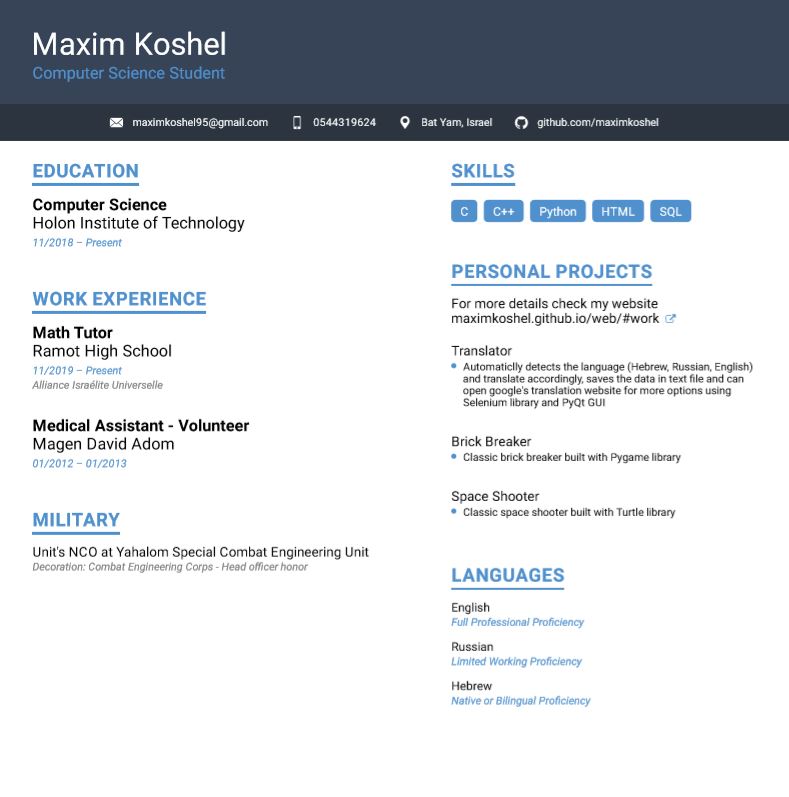 Maxim Koshel
Computer Science Student
maximkoshel95@gmail.com 0544319624 Bat Yam, Israel github.com/maximkoshel
EDUCATION
Computer Science
Holon Institute of Technology
11/2018 – Present
WORK EXPERIENCE
Math Tutor
Ramot High School
11/2019 – Present
Alliance Israélite Universelle
Medical Assistant - Volunteer
Magen David Adom
01/2012 – 01/2013
MILITARY
Unit's NCO at Yahalom Special Combat Engineering Unit
Decoration: Combat Engineering Corps - Head officer honor
SKILLS
C C++ Python HTML SQL
PERSONAL PROJECTS
For more details check my website
maximkoshel.github.io/web/#work
Translator
Automaticlly detects the language (Hebrew, Russian, English)
and translate accordingly, saves the data in text file and can
open google's translation website for more options using
Selenium library and PyQt GUI
Brick Breaker
Classic brick breaker built with Pygame library
Space Shooter
Classic space shooter built with Turtle library
LANGUAGES
English
Full Professional Proficiency
Russian
Limited Working Proficiency
Hebrew
Native or Bilingual Proficiency